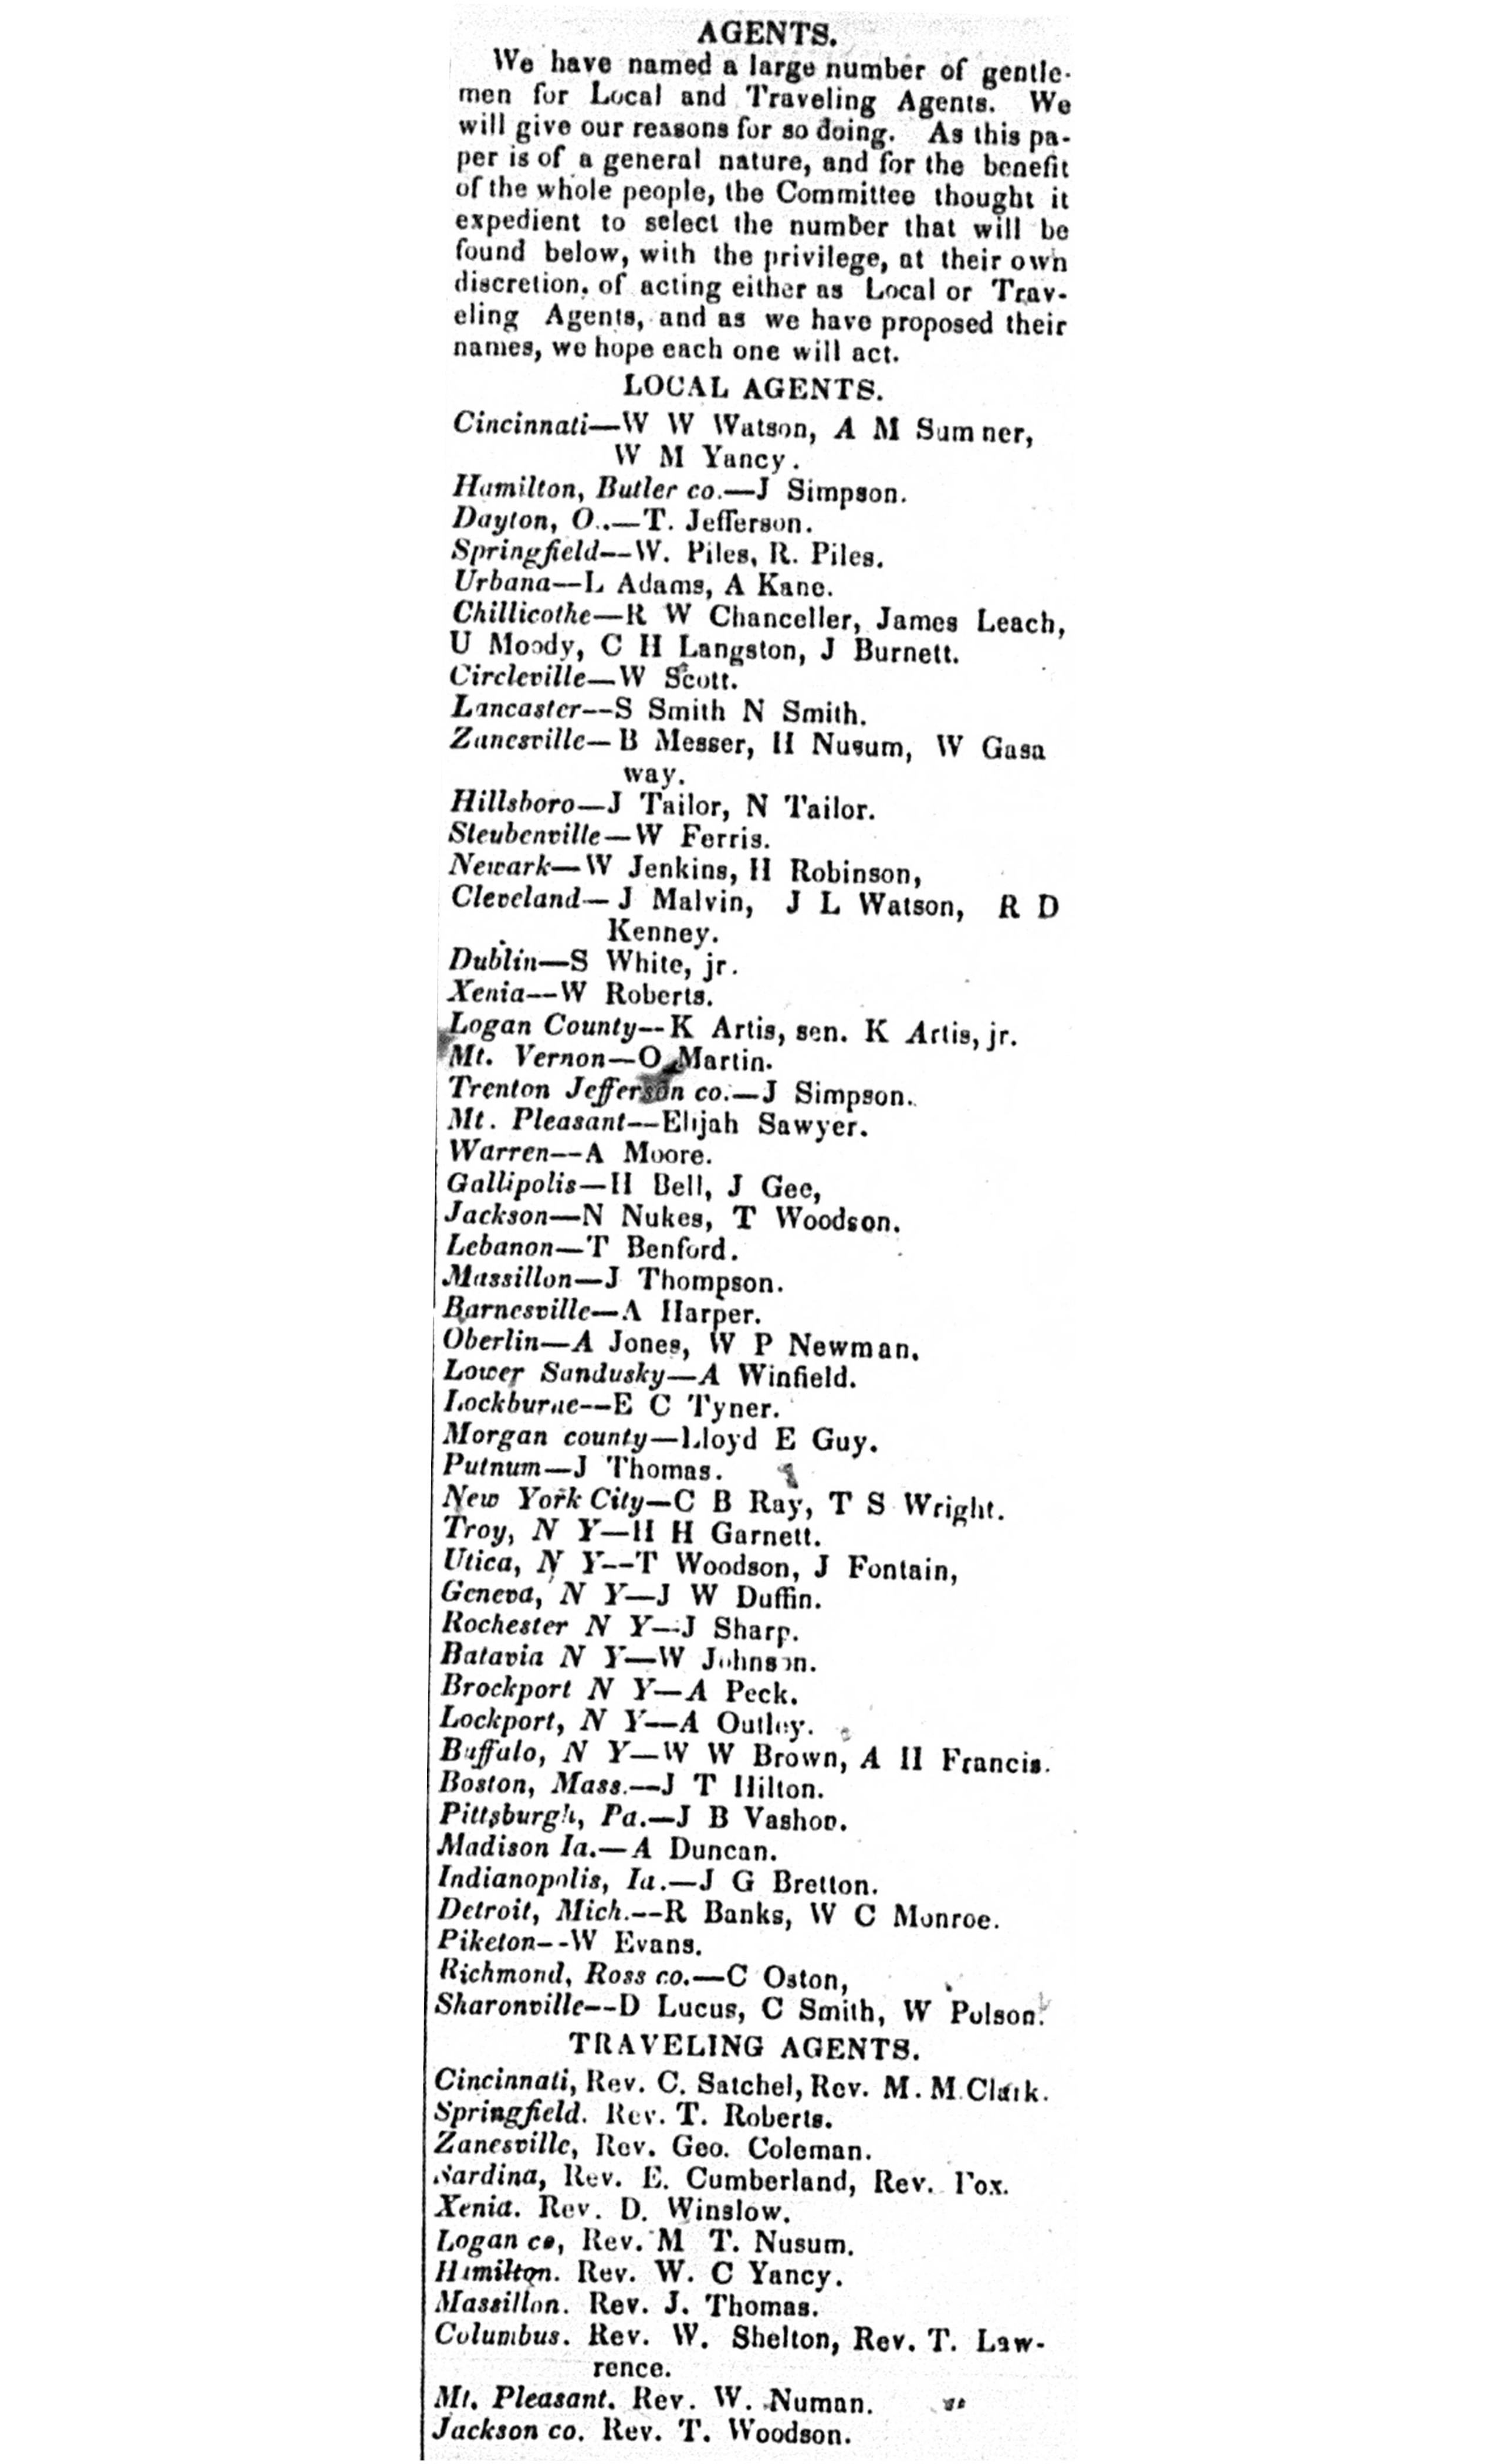 AGENTS.
We have named a large number of gentle-
men for Local and Traveling Agents. We
will give our reasons for so doing. As this pa-
per is of a general nature, and for the benefit
of the whole people, the Committee thought it
expedient to select the number that will be
found below, with the privilege, at their own
discretion, of acting either as Local or Trav-
eling Agents, and as we have proposed their
names, we hope each one will act.
LOCAL AGENTS.
Cincinnati—W W Watson, A M Sumner,
W M Yancy.
Hamilton, Butler co.—J Simpson.
Dayton, O..—T. Jefferson.
Springfield--W. Piles, R. Piles.
Urbana--L Adams, A Kane.
Chillicothe—R W Chanceller, James Leach,
U Moody, C H Langston, J Burnett.
Circleville—W Scott.
Lancaster--S Smith N Smith.
Zanesville—B Messer, H Nusum, W Gasa
way.
Hillsboro—J Tailor, N Tailor.
Steubenville—W Ferris.
Newark—W Jenkins, H Robinson,
Cleveland—J Malvin, J L Watson, R D
Kenney.
Dublin—S White, jr.
Xenia--W Roberts.
Logan County--K Artis, sen. K Artis, jr.
Mt. Vernon—O Martin.
Trenton Jefferson co.—J Simpson.
Mt. Pleasant--Elijah Sawyer.
Warren--A Moore.
Gallipolis—H Bell, J Gee,
Jackson—N Nukes, T Woodson.
Lebanon—T Benford.
Massillon—J Thompson.
Barnesville—A Harper.
Oberlin—A Jones, W P Newman.
Lower Sandusky—A Winfield.
Lockburne--E C Tyner.
Morgan county—Lloyd E Guy.
Putnum—J Thomas.
New York City—C B Ray, T S Wright.
Troy, N Y—H H Garnett.
Utica, N Y--T Woodson, J Fontain,
Geneva, N Y—J W Duffin.
Rochester N Y—J Sharp.
Batavia N Y—W Johnson.
Brockport N Y—A Peck.
Lockport, N Y—A Outley.
Buffalo, N Y—W W Brown, A H Francis.
Boston, Mass.—J T Hilton.
Pittsburgh, Pa.—J B Vashon.
Madison Ia.—A Duncan.
Indianopolis, Ia.—J G Bretton.
Detroit, Mich.--R Banks, W C Monroe.
Piketon--W Evans.
Richmond, Ross co.—C Oston,
Sharonville--D Lucus, C Smith, W Polson.
TRAVELING AGENTS.
Cincinnati, Rev. C. Satchel, Rev. M. M. Clark.
Springfield. Rev. T. Roberts.
Zanesville, Rev. Geo. Coleman.
Sardina, Rev. E. Cumberland, Rev. Fox.
Xenia. Rev. D. Winslow.
Logan co, Rev. M T. Nusum.
Hamilton. Rev. W. C Yancy.
Massillon. Rev. J. Thomas.
Columbus. Rev. W. Shelton, Rev. T. Law-
rence.
Mt. Pleasant. Rev. W. Numan.
Jackson co. Rev. T. Woodson.